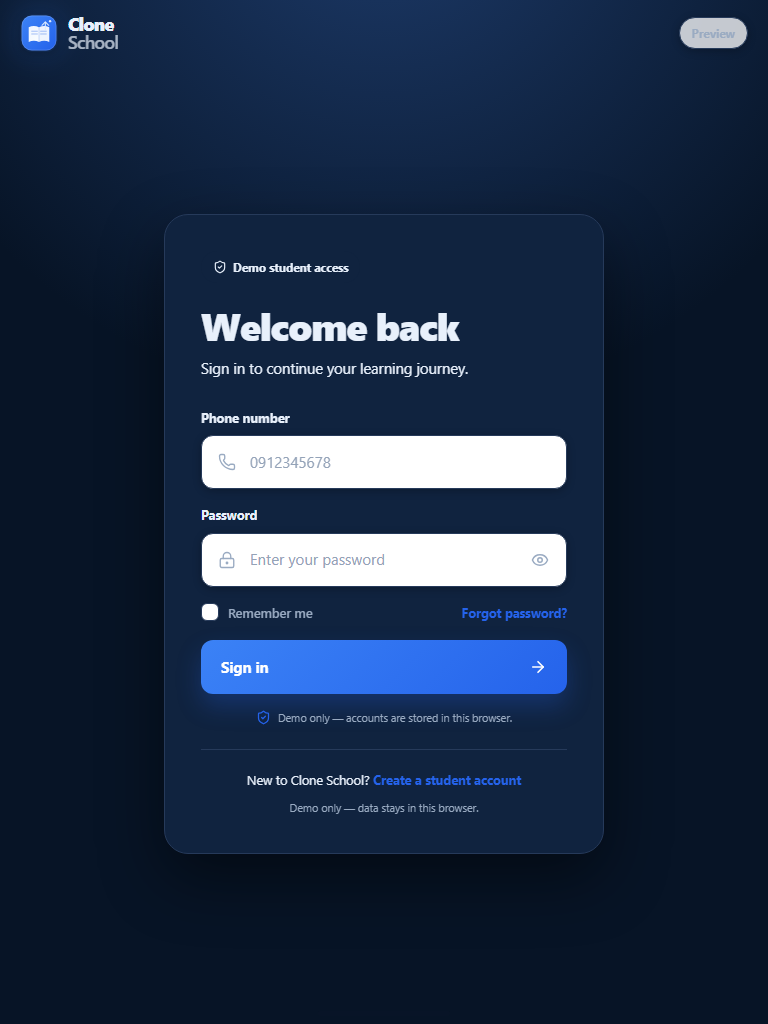 Clone
School
Preview
Demo student access
Welcome back
Sign in to continue your learning journey.
Phone number
0912345678
Password
Enter your password
Remember me
Forgot password?
Sign in
Demo only — accounts are stored in this browser.
New to Clone School? Create a student account
Demo only — data stays in this browser.